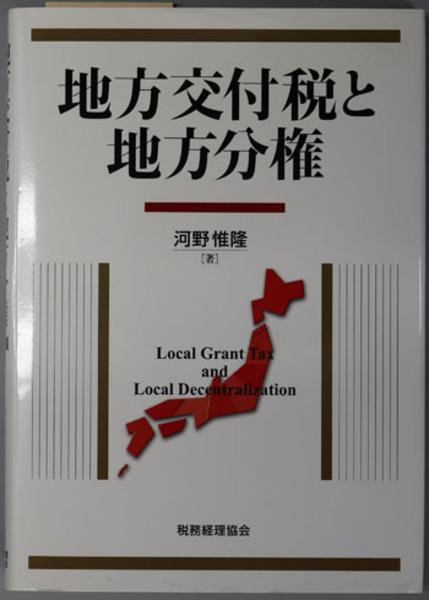 地方交付税と
地方分権
河野惟隆
[著]
Local Grant Tax
and
Local Decentralization
税務経理協会